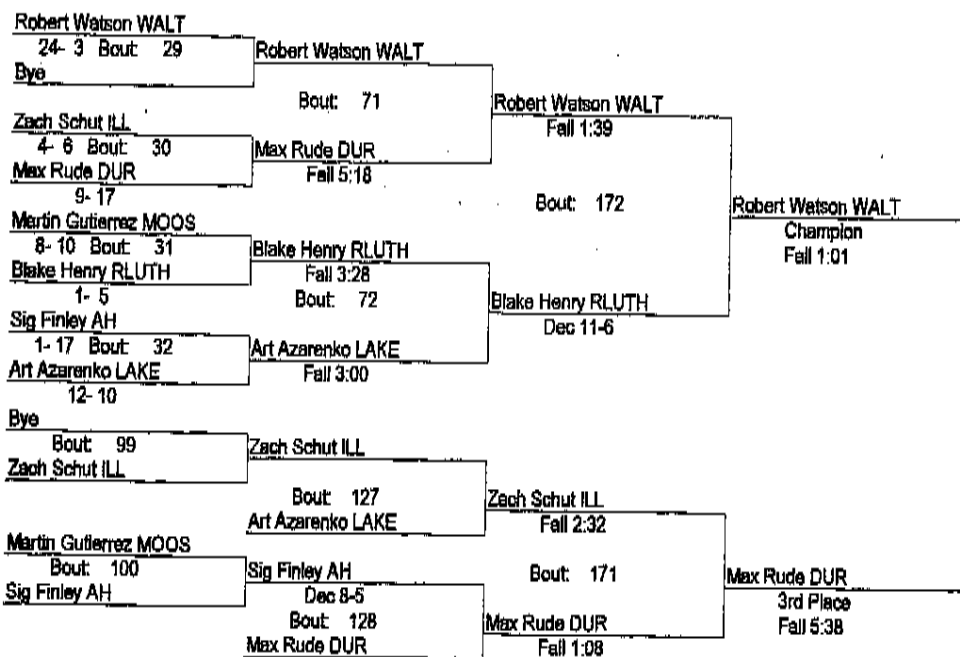 Robert Watson WALT
24- 3 Bout: 29
Bye
Robert Watson WALT
Bout: 71
Zach Schut ILL
4- 6 Bout: 30
Max Rude DUR
9- 17
Max Rude DUR
Fall 5:18
Robert Watson WALT
Fall 1:39
Bout: 172
Robert Watson WALT
Champion
Fall 1:01
Martin Gutierrez MOOS
8- 10 Bout: 31
Blake Henry RLUTH
1- 5
Blake Henry RLUTH
Fall 3:28
Bout: 72
Sig Finley AH
1- 17 Bout: 32
Art Azarenko LAKE
12- 10
Art Azarenko LAKE
Fall 3:00
Blake Henry RLUTH
Dec 11-6
Bye
Bout: 99
Zach Schut ILL
Zach Schut ILL
Bout: 127
Art Azarenko LAKE
Zach Schut ILL
Fall 2:32
Martin Gutierrez MOOS
Bout: 100
Sig Finley AH
Sig Finley AH
Dec 8-5
Bout: 128
Max Rude DUR
Bout: 171
Max Rude DUR
Fall 1:08
Max Rude DUR
3rd Place
Fall 5:38